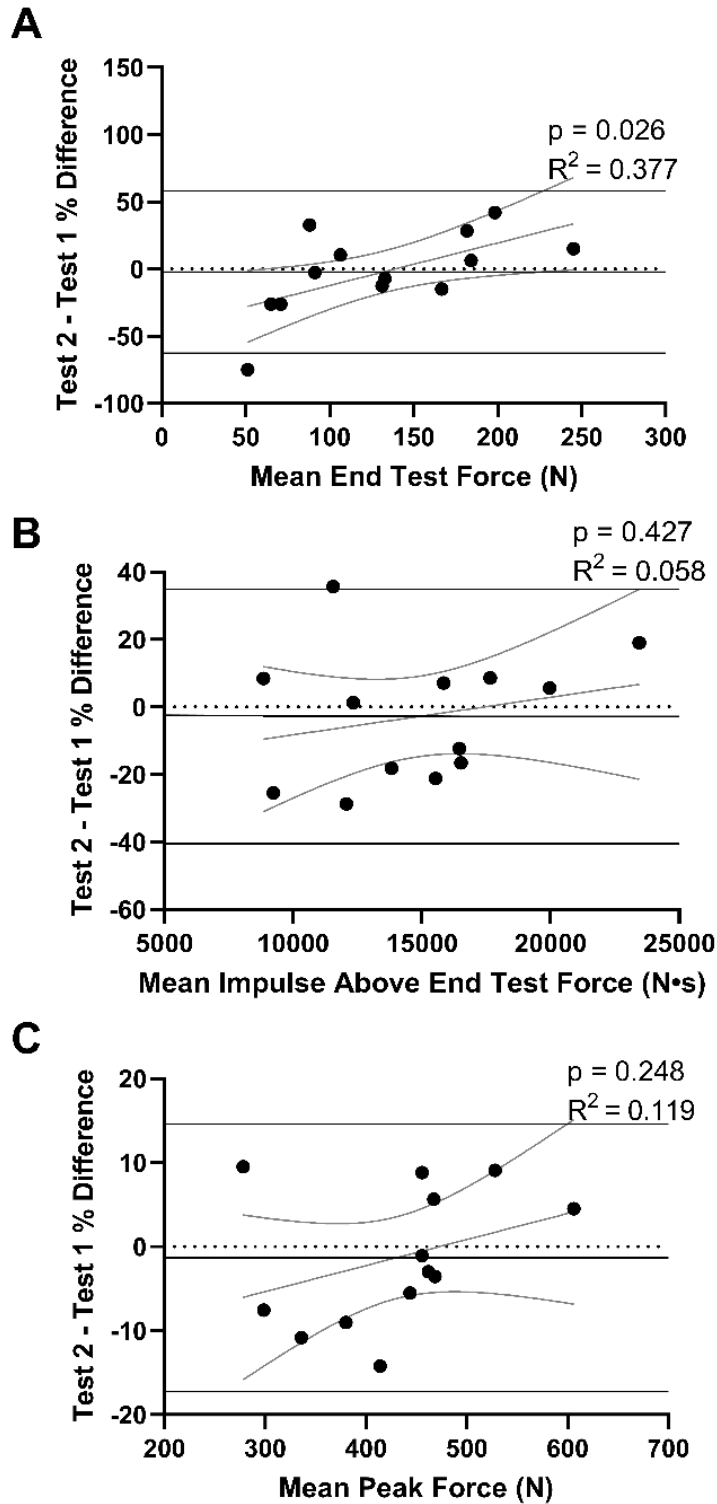 A
Test 2 - Test 1 % Difference
150
100
50
0
-50
-100
p = 0.026
R² = 0.377
0 50 100 150 200 250 300
Mean End Test Force (N)
B
Test 2 - Test 1 % Difference
40
20
0
-20
-40
-60
p = 0.427
R² = 0.058
5000 10000 15000 20000 25000
Mean Impulse Above End Test Force (N•s)
C
Test 2 - Test 1 % Difference
20
10
0
-10
-20
p = 0.248
R² = 0.119
200 300 400 500 600 700
Mean Peak Force (N)